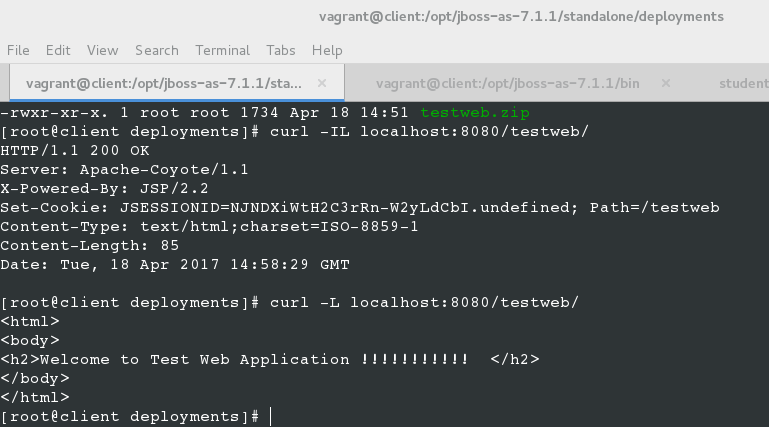 vagrant@client:/opt/jboss-as-7.1.1/standalone/deployments
File Edit View Search Terminal Tabs Help
vagrant@client:/opt/jboss-as-7.1.1/sta... × vagrant@client:/opt/jboss-as-7.1.1/bin × student
-rwxr-xr-x. 1 root root 1734 Apr 18 14:51 testweb.zip
[root@client deployments]# curl -IL localhost:8080/testweb/
HTTP/1.1 200 OK
Server: Apache-Coyote/1.1
X-Powered-By: JSP/2.2
Set-Cookie: JSESSIONID=NJNDXiWtH2C3rRn-W2yLdCbI.undefined; Path=/testweb
Content-Type: text/html;charset=ISO-8859-1
Content-Length: 85
Date: Tue, 18 Apr 2017 14:58:29 GMT
[root@client deployments]# curl -L localhost:8080/testweb/
<html>
<body>
<h2>Welcome to Test Web Application !!!!!!!!!!!  </h2>
</body>
</html>
[root@client deployments]#